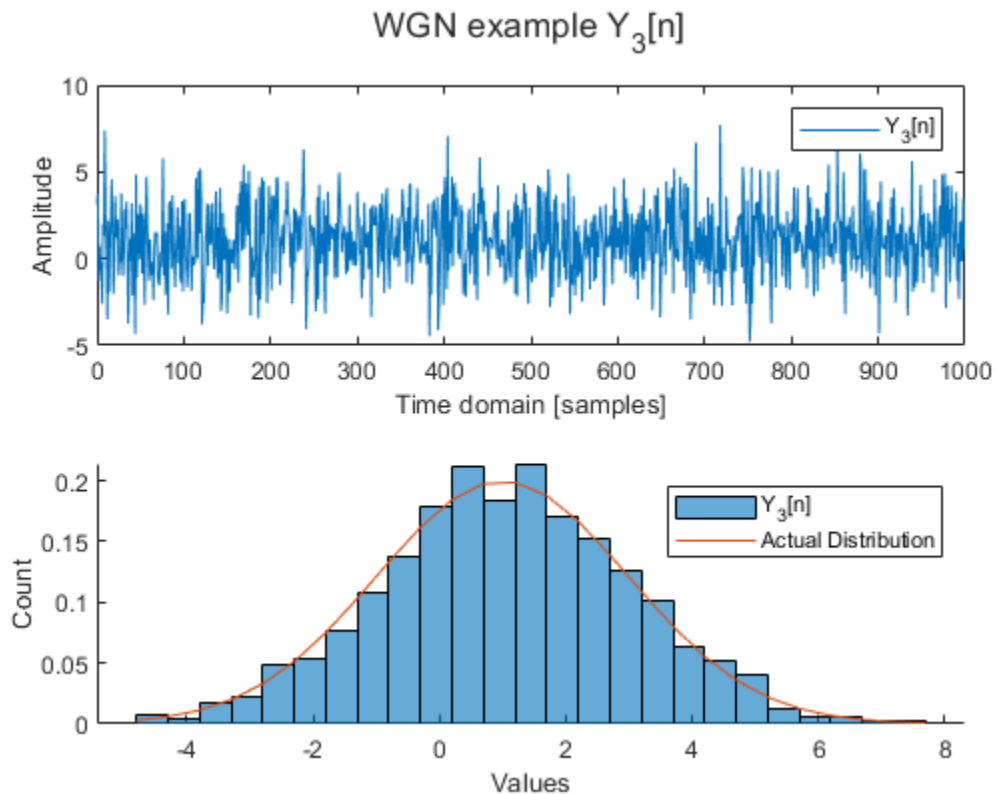 WGN example Y3[n]
10
5
0
-5
Amplitude
Y3[n]
0 100 200 300 400 500 600 700 800 900 1000
Time domain [samples]
0.2
0.15
0.1
0.05
0
Count
Y3[n]
Actual Distribution
-4 -2 0 2 4 6 8
Values